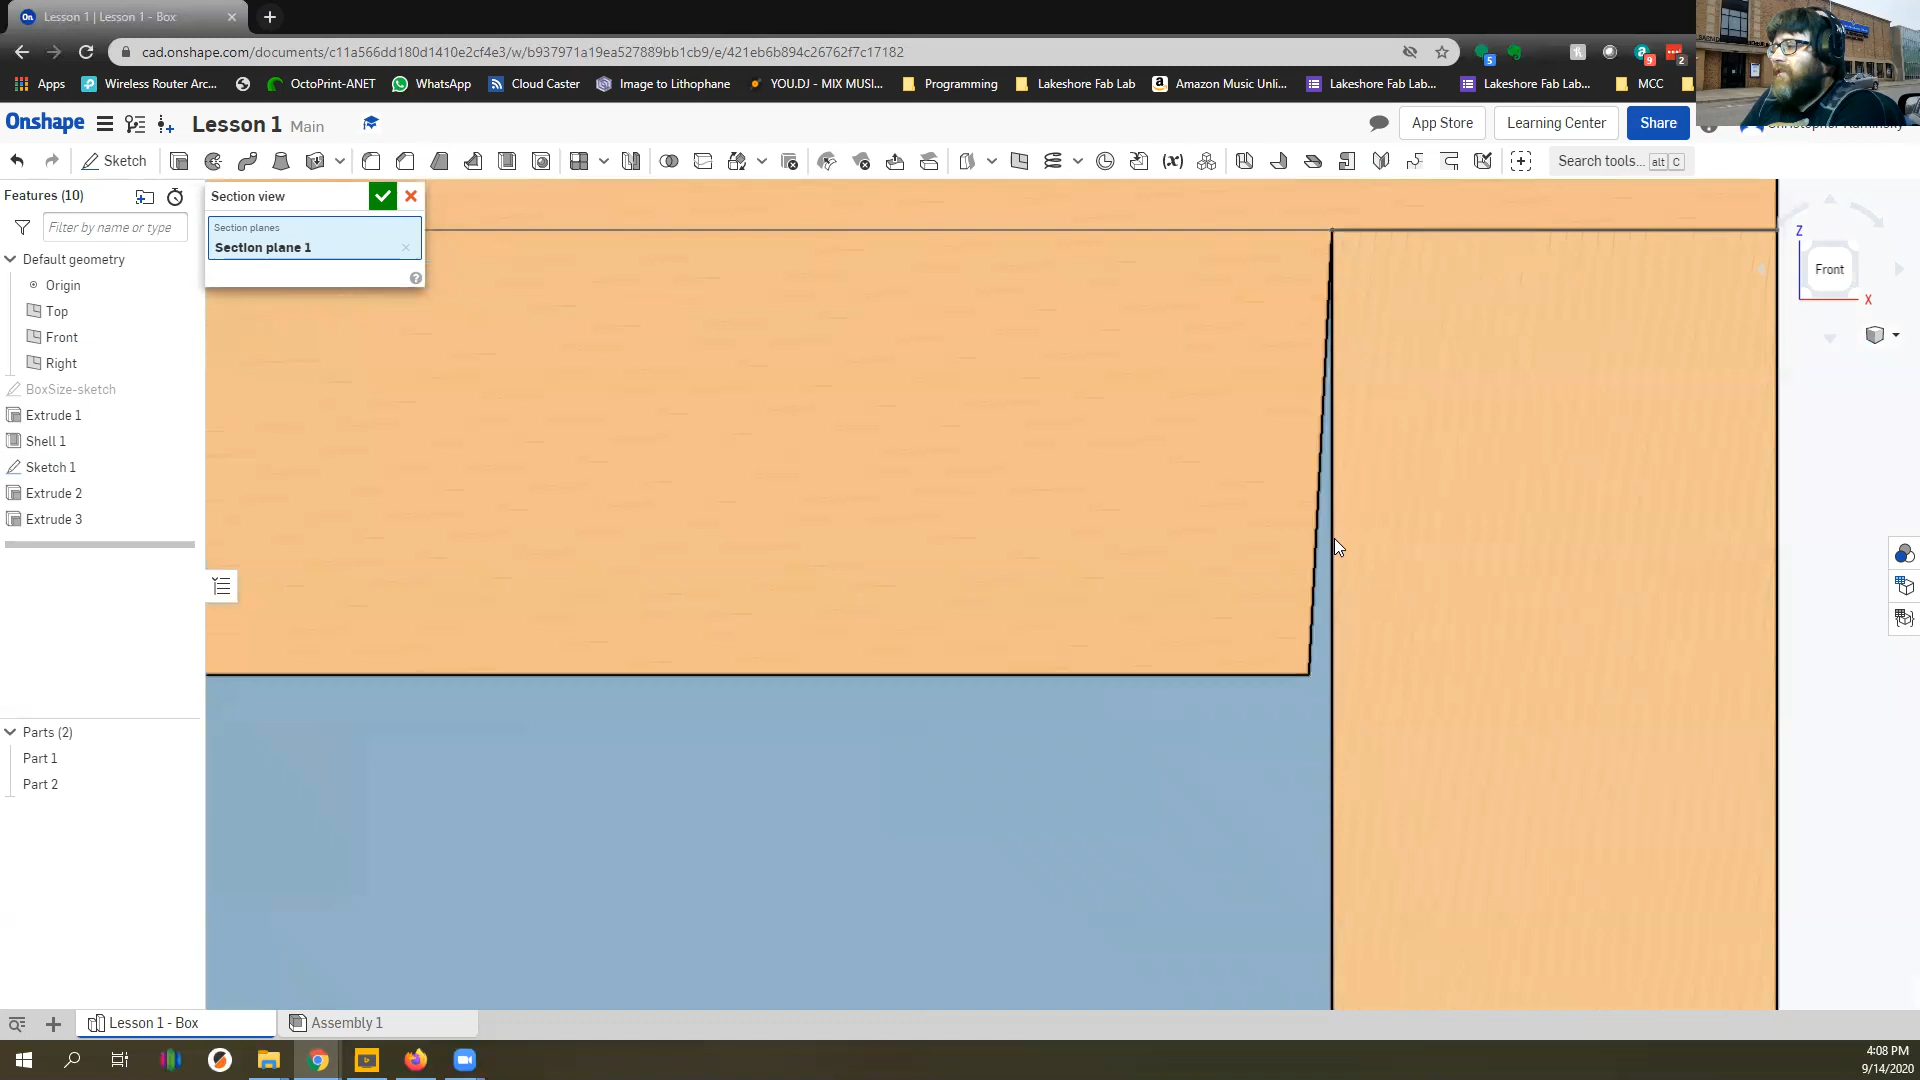 Lesson 1 | Lesson 1 - Box
cad.onshape.com/documents/c11a566dd180d1410e2cf4e3/w/b937971a19ea527889bb1cb9/e/421eb6b894c26762f7c17182
5 9 2
Apps Wireless Router Arc... OctoPrint-ANET WhatsApp Cloud Caster Image to Lithophane YOU.DJ - MIX MUSI... Programming Lakeshore Fab Lab Amazon Music Unli... Lakeshore Fab Lab... Lakeshore Fab Lab... MCC
Onshape Lesson 1 Main App Store Learning Center Share
Sketch Search tools... alt C
Features (10)
Filter by name or type
Default geometry
Origin
Top
Front
Right
BoxSize-sketch
Extrude 1
Shell 1
Sketch 1
Extrude 2
Extrude 3
Parts (2)
Part 1
Part 2
Section view
Section planes
Section plane 1
Z
Front
X
Lesson 1 - Box Assembly 1
4:08 PM
9/14/2020